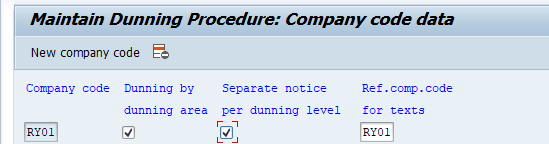 Maintain Dunning Procedure: Company code data
New company code
Company code Dunning by Separate notice Ref.comp.code
dunning area per dunning level for texts
RY01 RY01